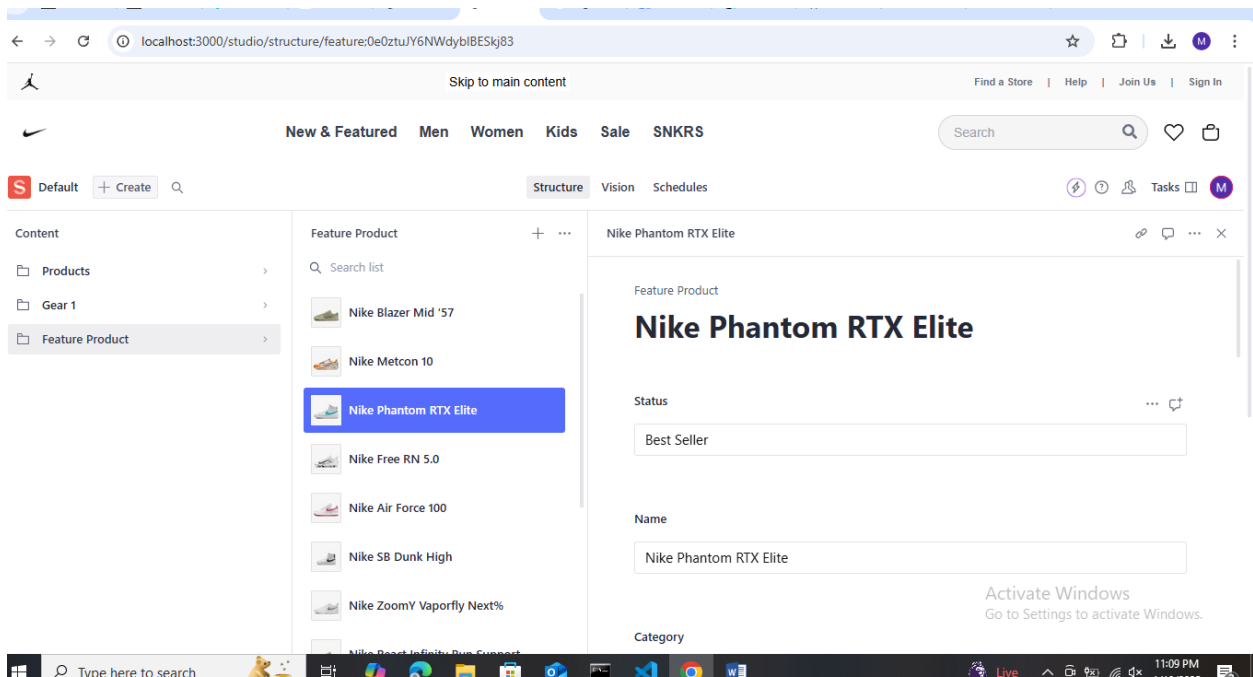 localhost:3000/studio/structure/feature;0e0ztuJY6NWdyblBESkj83
M
Skip to main content
Find a Store | Help | Join Us | Sign In
New & Featured Men Women Kids Sale SNKRS
Search
S Default + Create
Structure Vision Schedules
Tasks M
Content
Products
Gear 1
Feature Product
Feature Product
Search list
Nike Blazer Mid '57
Nike Metcon 10
Nike Phantom RTX Elite
Nike Free RN 5.0
Nike Air Force 100
Nike SB Dunk High
Nike ZoomY Vaporfly Next%
Nike React Infinity Run Support
Nike Phantom RTX Elite
Feature Product
Nike Phantom RTX Elite
Status
Best Seller
Name
Nike Phantom RTX Elite
Category
Activate Windows
Go to Settings to activate Windows.
Type here to search
Live
11:09 PM